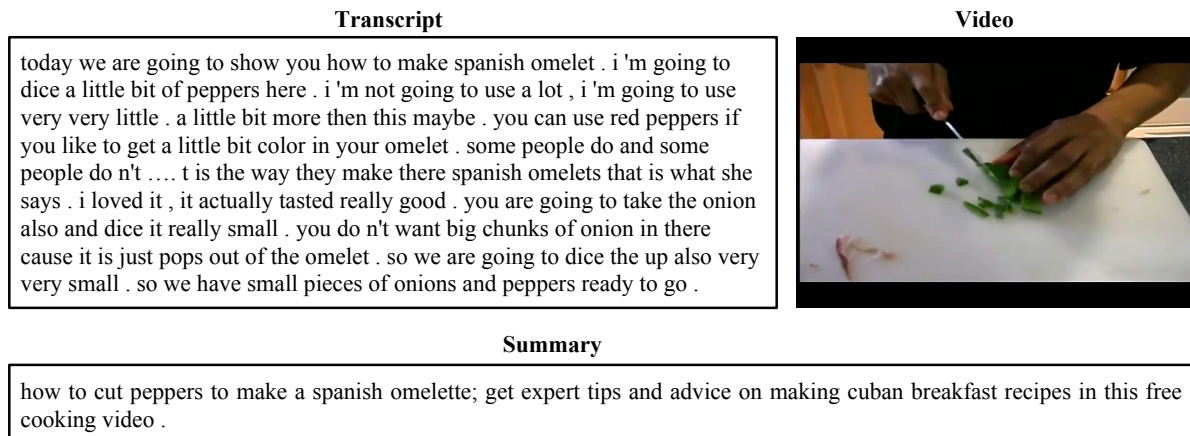 Transcript
Video
today we are going to show you how to make spanish omelet . i 'm going to
dice a little bit of peppers here . i 'm not going to use a lot , i 'm going to use
very very little . a little bit more then this maybe . you can use red peppers if
you like to get a little bit color in your omelet . some people do and some
people do n't …. t is the way they make there spanish omelets that is what she
says . i loved it , it actually tasted really good . you are going to take the onion
also and dice it really small . you do n't want big chunks of onion in there
cause it is just pops out of the omelet . so we are going to dice the up also very
very small . so we have small pieces of onions and peppers ready to go .
Summary
how to cut peppers to make a spanish omelette; get expert tips and advice on making cuban breakfast recipes in this free
cooking video .